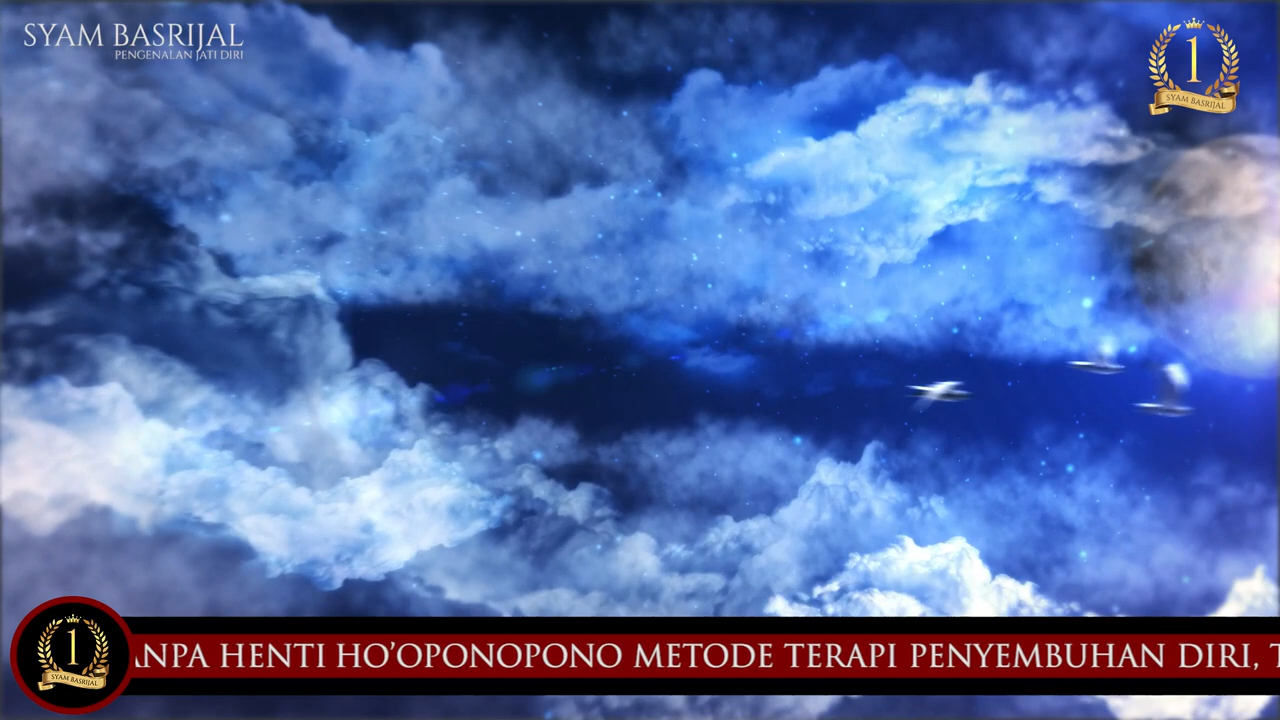 SYAM BASRIJAL
PENGENALAN JATI DIRI
1
SYAM BASRIJAL
1
SYAM BASRIJAL
HENTI HO'OPONOPONO METODE TERAPI PENYEMBUHAN DIRI,